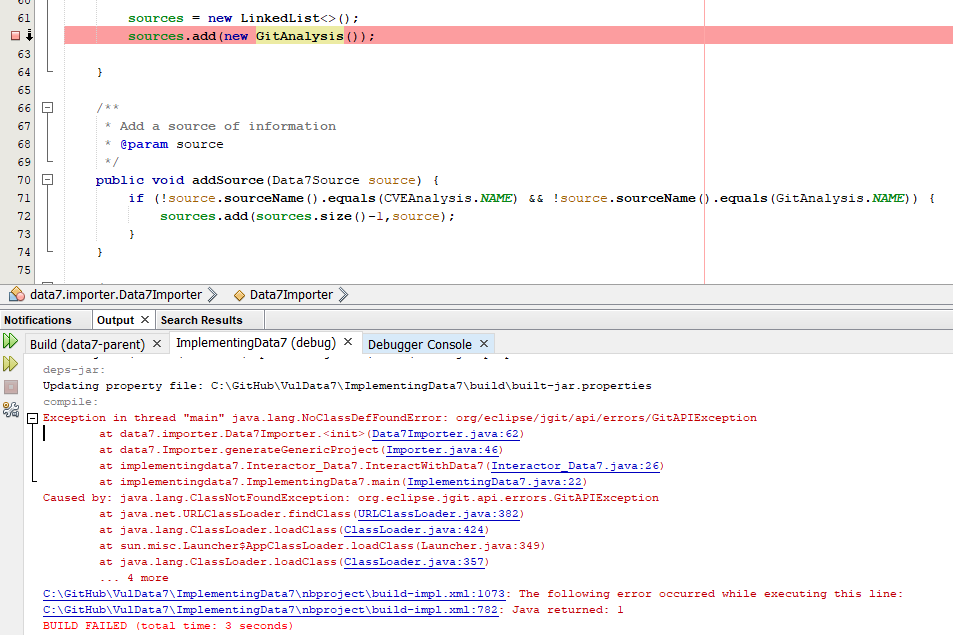 61 sources = new LinkedList<>();
sources.add(new GitAnalysis());
63
64 }
65
66 /**
67 * Add a source of information
68 * @param source
69 */
70 public void addSource(Data7Source source) {
71 if (!source.sourceName().equals(CVEAnalysis.NAME) && !source.sourceName().equals(GitAnalysis.NAME)) {
72 sources.add(sources.size()-1,source);
73 }
74 }
75
data7.importer.Data7Importer Data7Importer
Notifications Output Search Results
Build (data7-parent) ImplementingData7 (debug) Debugger Console
deps-jar:
Updating property file: C:\GitHub\VulData7\ImplementingData7\build\built-jar.properties
compile:
Exception in thread "main" java.lang.NoClassDefFoundError: org/eclipse/jgit/api/errors/GitAPIException
at data7.importer.Data7Importer.<init>(Data7Importer.java:62)
at data7.Importer.generateGenericProject(Importer.java:46)
at implementingdata7.Interactor_Data7.InteractWithData7(Interactor_Data7.java:26)
at implementingdata7.ImplementingData7.main(ImplementingData7.java:22)
Caused by: java.lang.ClassNotFoundException: org.eclipse.jgit.api.errors.GitAPIException
at java.net.URLClassLoader.findClass(URLClassLoader.java:382)
at java.lang.ClassLoader.loadClass(ClassLoader.java:424)
at sun.misc.Launcher$AppClassLoader.loadClass(Launcher.java:349)
at java.lang.ClassLoader.loadClass(ClassLoader.java:357)
... 4 more
C:\GitHub\VulData7\ImplementingData7\nbproject\build-impl.xml:1073: The following error occurred while executing this line:
C:\GitHub\VulData7\ImplementingData7\nbproject\build-impl.xml:782: Java returned: 1
BUILD FAILED (total time: 3 seconds)